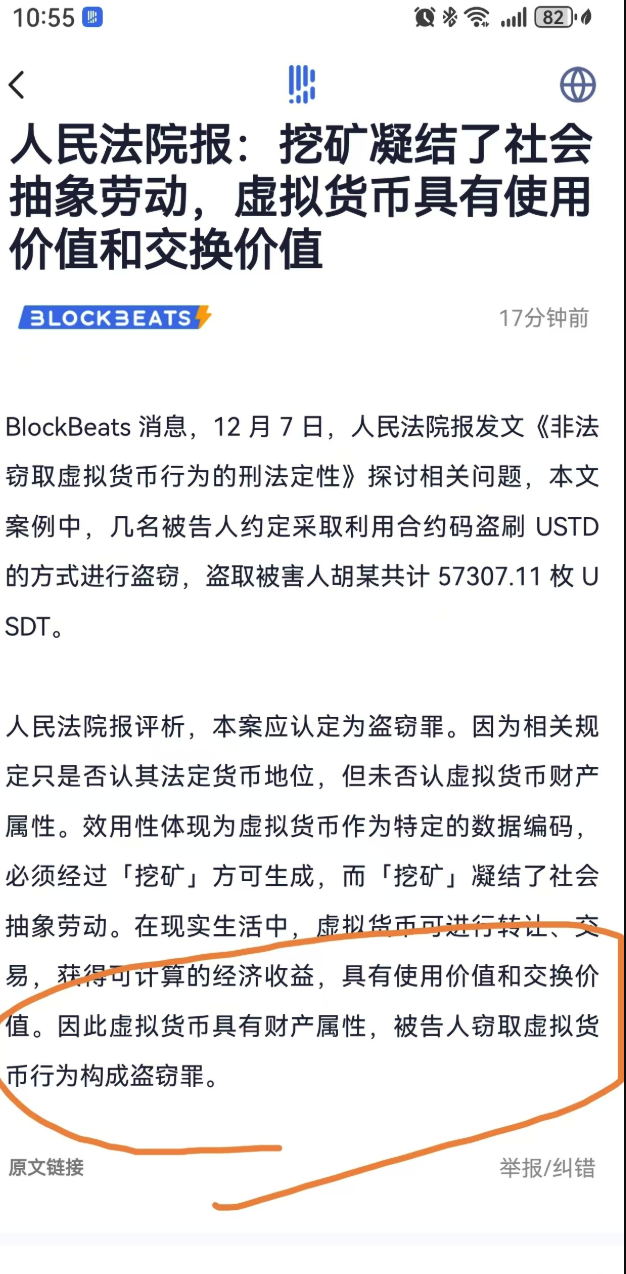 10:55
82
人民法院报：挖矿凝结了社会
抽象劳动，虚拟货币具有使用
价值和交换价值
BLOCKBEATS
17分钟前
BlockBeats 消息，12 月 7 日，人民法院报发文《非法
窃取虚拟货币行为的刑法定性》探讨相关问题，本文
案例中，几名被告人约定采取利用合约码盗刷 USTD
的方式进行盗窃，盗取被害人胡某共计 57307.11 枚 U
SDT。
人民法院报评析，本案应认定为盗窃罪。因为相关规
定只是否认其法定货币地位，但未否认虚拟货币财产
属性。效用性体现为虚拟货币作为特定的数据编码，
必须经过「挖矿」方可生成，而「挖矿」凝结了社会
抽象劳动。在现实生活中，虚拟货币可进行转让、交
易，获得可计算的经济收益，具有使用价值和交换价
值。因此虚拟货币具有财产属性，被告人窃取虚拟货
币行为构成盗窃罪。
原文链接
举报/纠错